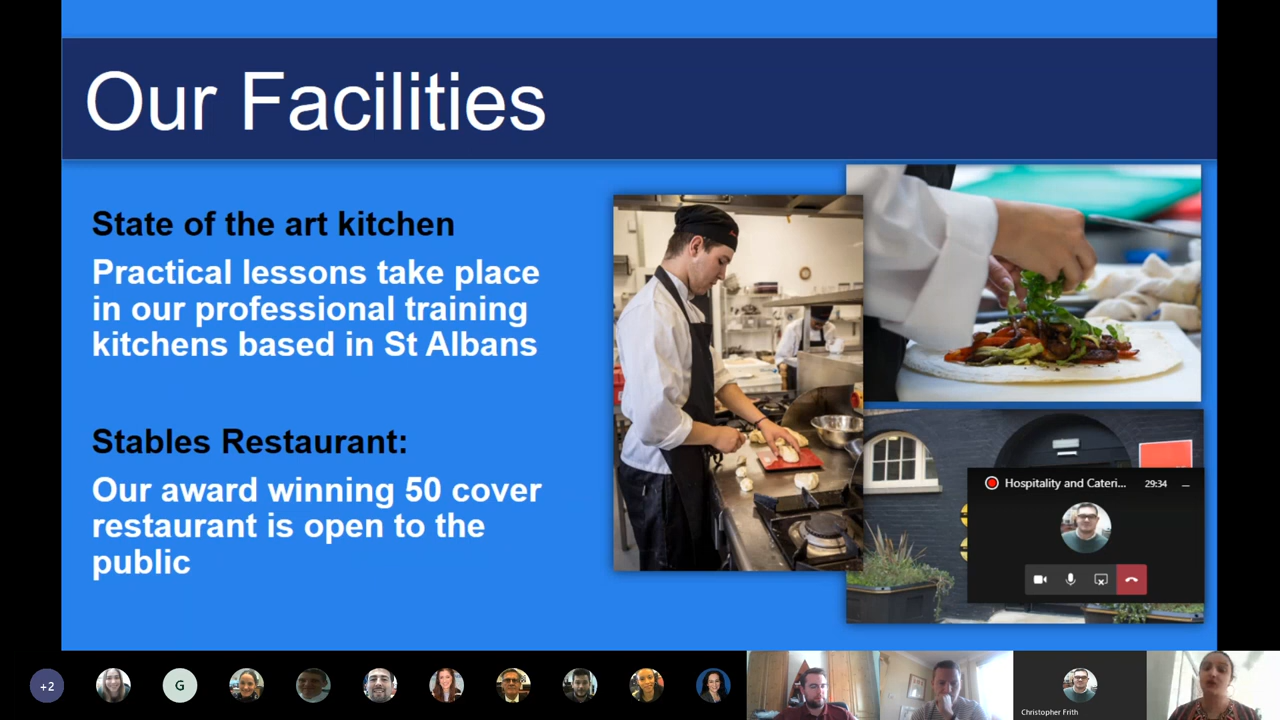 Our Facilities
State of the art kitchen
Practical lessons take place
in our professional training
kitchens based in St Albans
Stables Restaurant:
Our award winning 50 cover
restaurant is open to the
public
Hospitality and Cateri... 29:34
+2
G
Christopher Frith